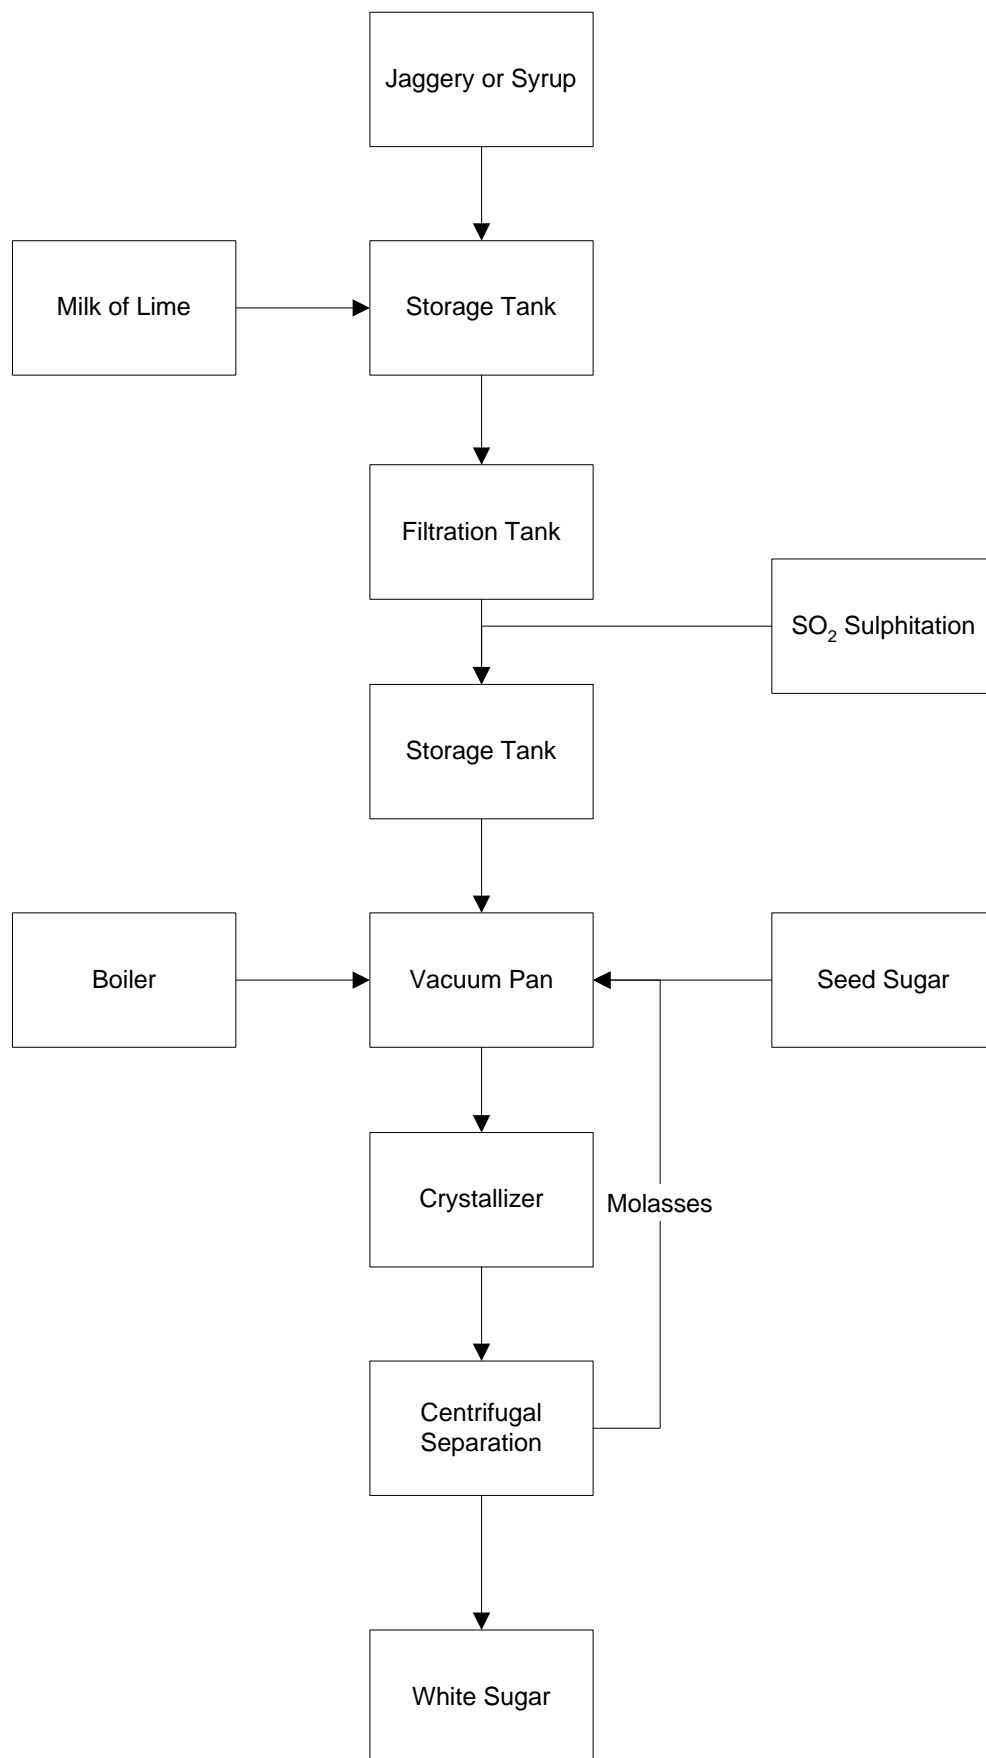 Jaggery or Syrup
Milk of Lime
Storage Tank
Filtration Tank
SO₂ Sulphitation
Storage Tank
Boiler
Vacuum Pan
Seed Sugar
Crystallizer
Molasses
Centrifugal
Separation
White Sugar